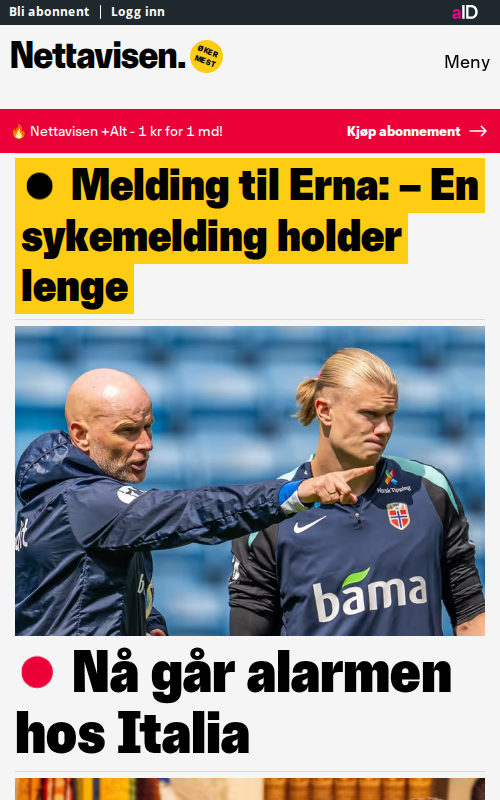 Bli abonnent | Logg inn
aID
Nettavisen.
ØKER
MEST
Meny
🔥 Nettavisen +Alt - 1 kr for 1 md!
Kjøp abonnement →
● Melding til Erna: – En
sykemelding holder
lenge
Norsk Tipping
bama
Nå går alarmen
hos Italia